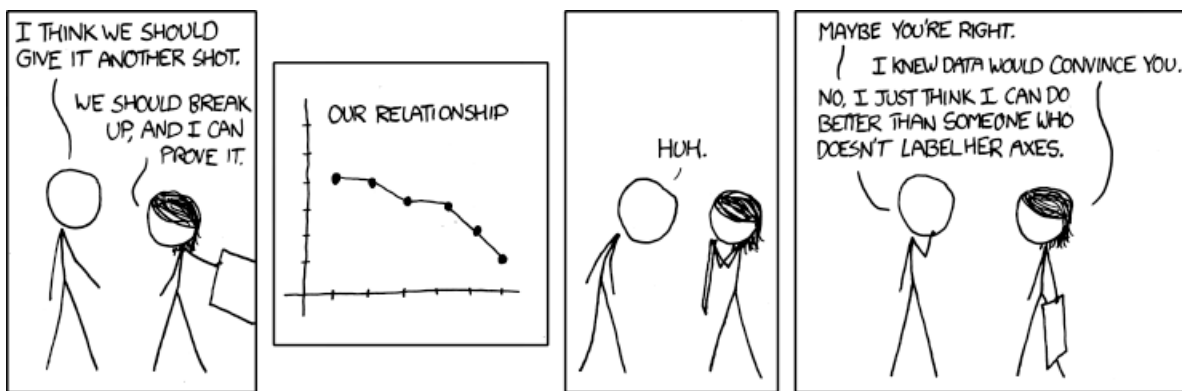 I THINK WE SHOULD
GIVE IT ANOTHER SHOT.
WE SHOULD BREAK
UP, AND I CAN
PROVE IT.
OUR RELATIONSHIP
HUH.
MAYBE YOU'RE RIGHT.
I KNEW DATA WOULD CONVINCE YOU.
NO, I JUST THINK I CAN DO
BETTER THAN SOMEONE WHO
DOESN'T LABEL HER AXES.